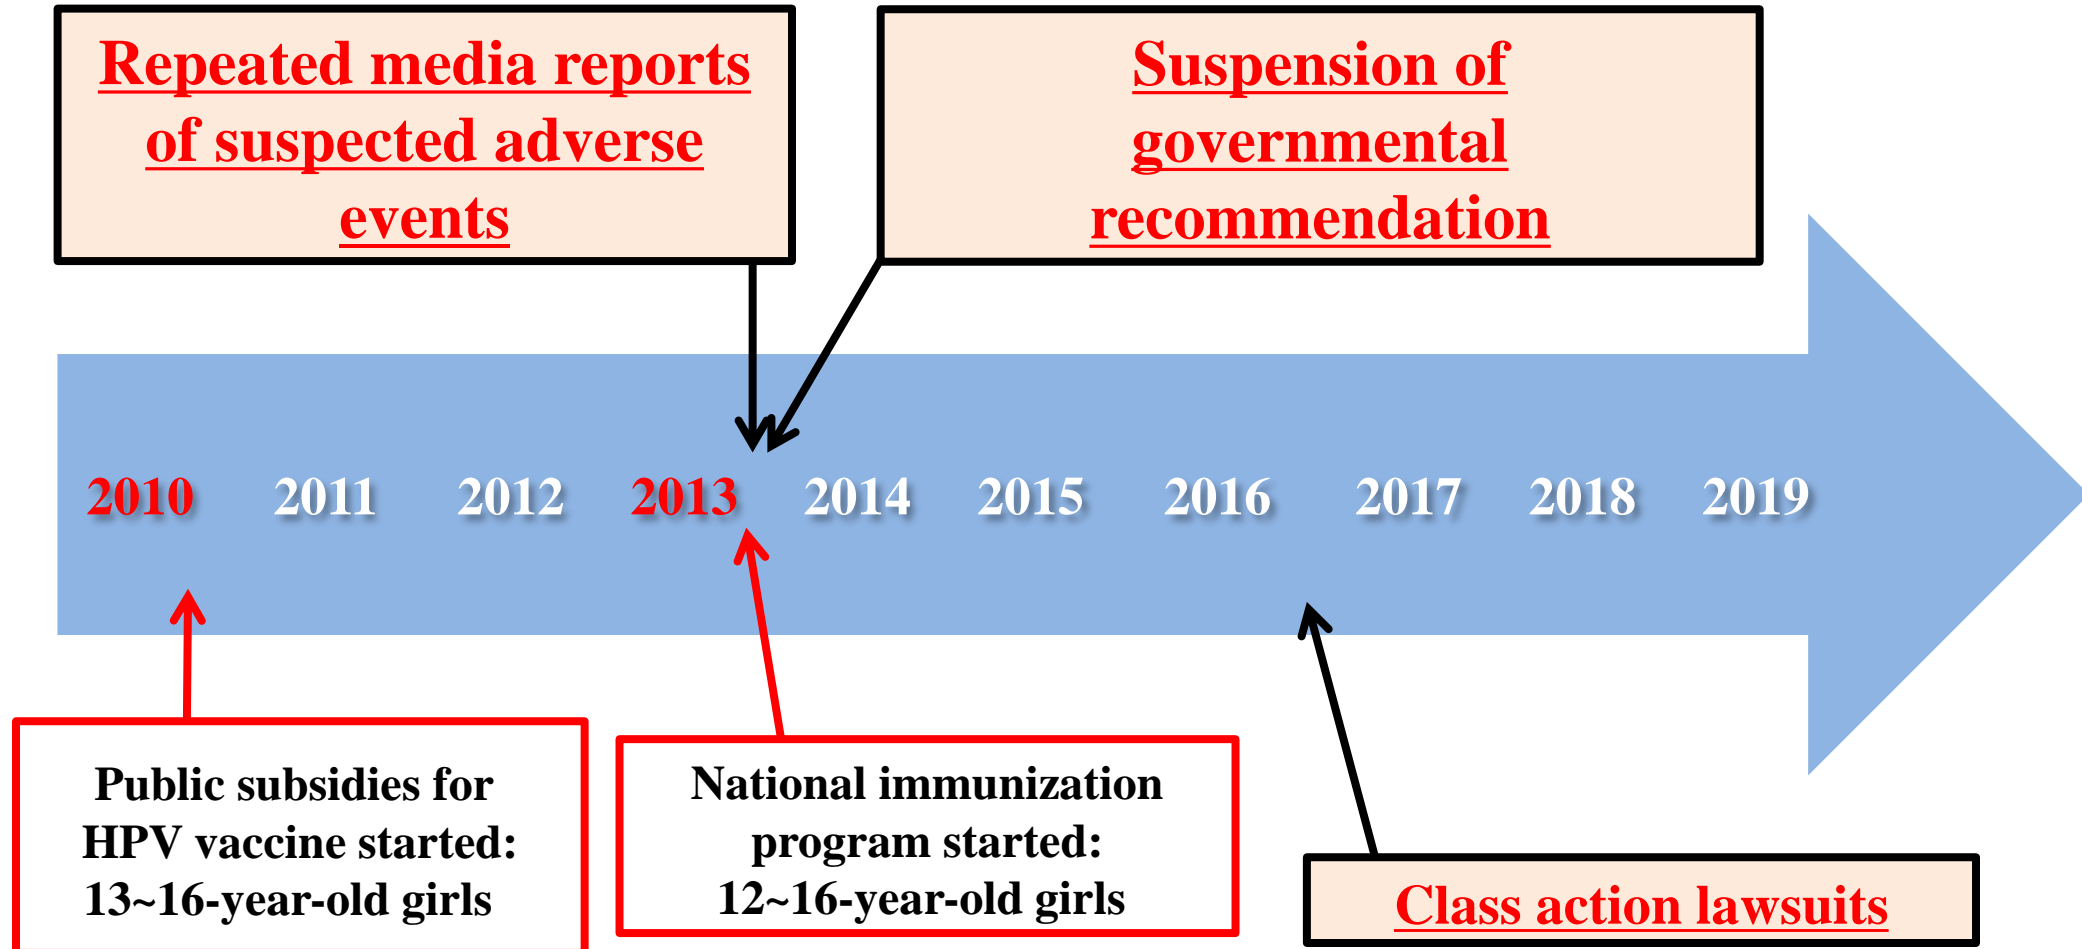 Repeated media reports
of suspected adverse
events
Suspension of
governmental
recommendation
2010 2011 2012 2013 2014 2015 2016 2017 2018 2019
Public subsidies for
HPV vaccine started:
13~16-year-old girls
National immunization
program started:
12~16-year-old girls
Class action lawsuits